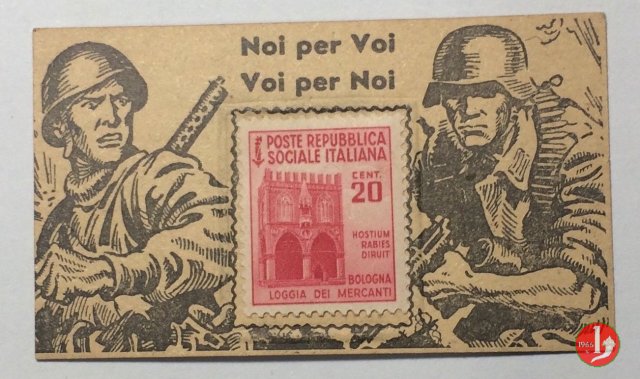 Noi per Voi
Voi per Noi
POSTE REPUBBLICA
SOCIALE ITALIANA
CENT.
20
HOSTIUM
RABIES
DIRUIT
BOLOGNA
LOGGIA DEI MERCANTI
1966